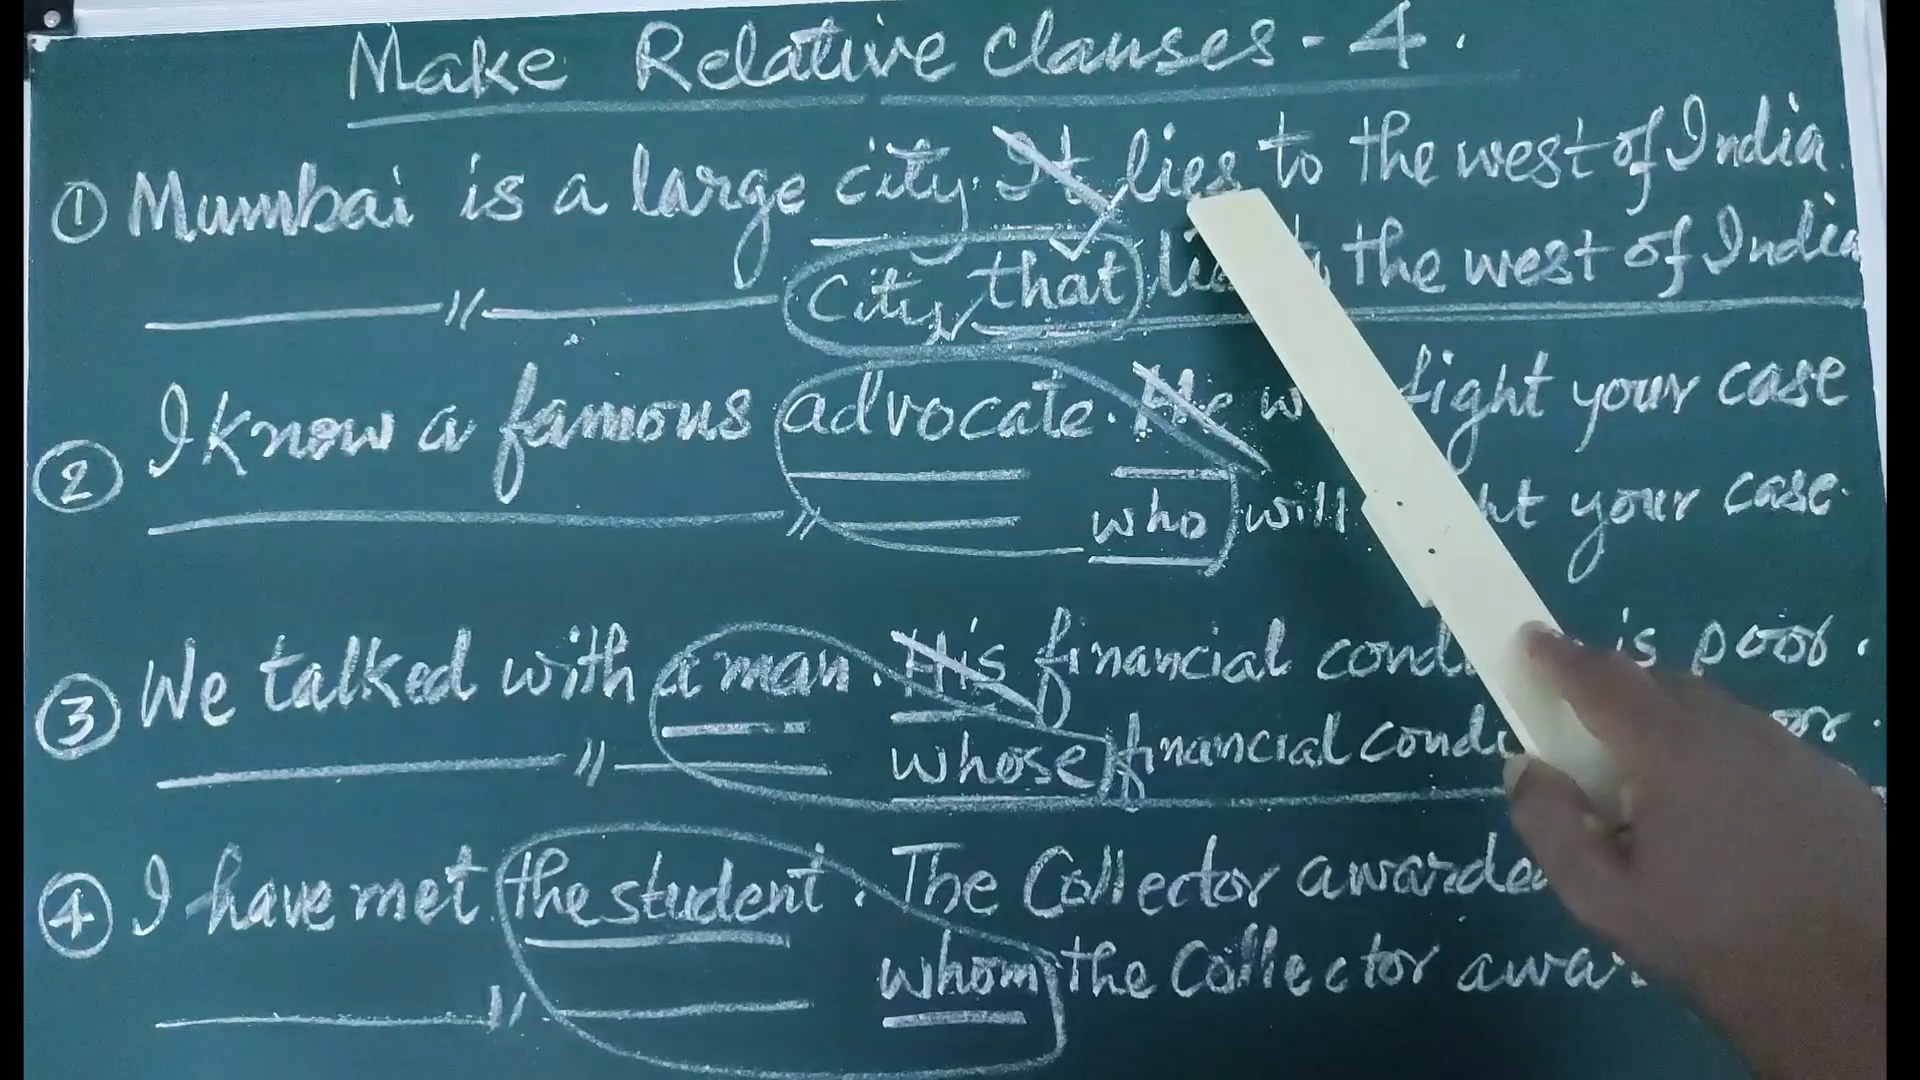 Make Relative clauses - 4.
① Mumbai is a large city. It lies to the west of India.
〃 city, that the west of India
② I know a famous advocate. He fight your case
〃 who will your case.
③ We talked with a man. His financial is poor.
〃 whose financial
④ I have met the student. The Collector
〃 whom the Collector